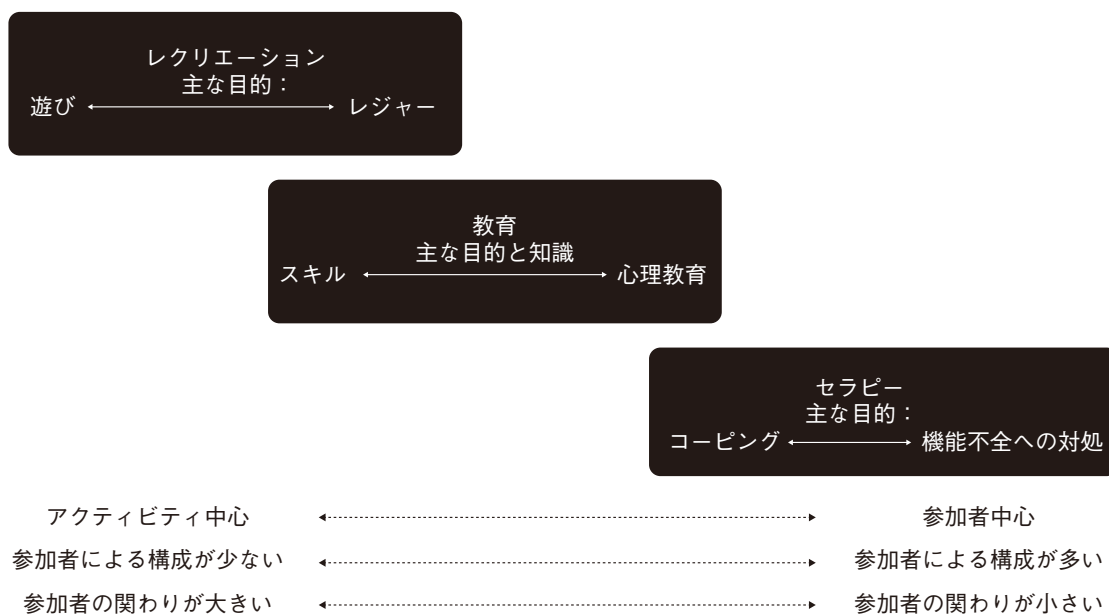 レクリエーション
主な目的：
遊び レジャー
教育
主な目的と知識
スキル 心理教育
セラピー
主な目的：
コーピング 機能不全への対処
アクティビティ中心 参加者中心
参加者による構成が少ない 参加者による構成が多い
参加者の関わりが大きい 参加者の関わりが小さい